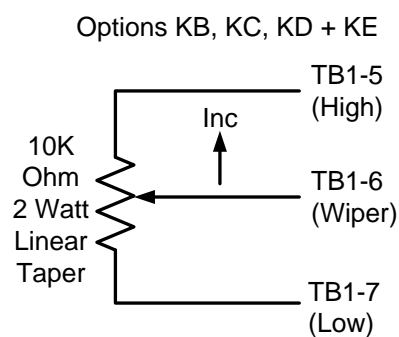 Options KB, KC, KD + KE
TB1-5
(High)
Inc
10K
Ohm
2 Watt
Linear
Taper
TB1-6
(Wiper)
TB1-7
(Low)